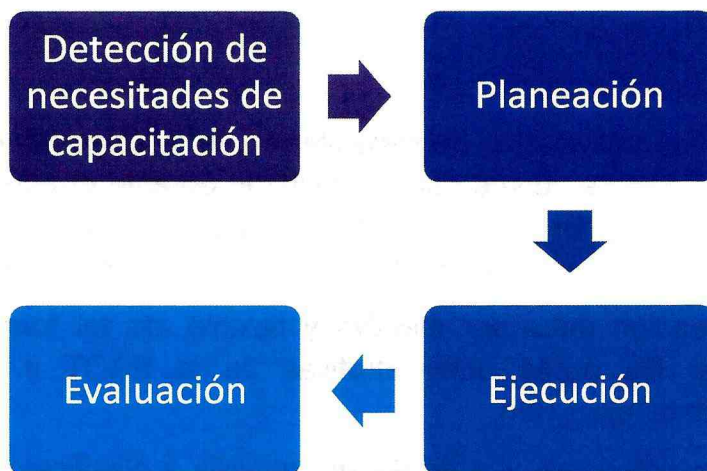 Detección de
necesitades de
capacitación
Planeación
Ejecución
Evaluación